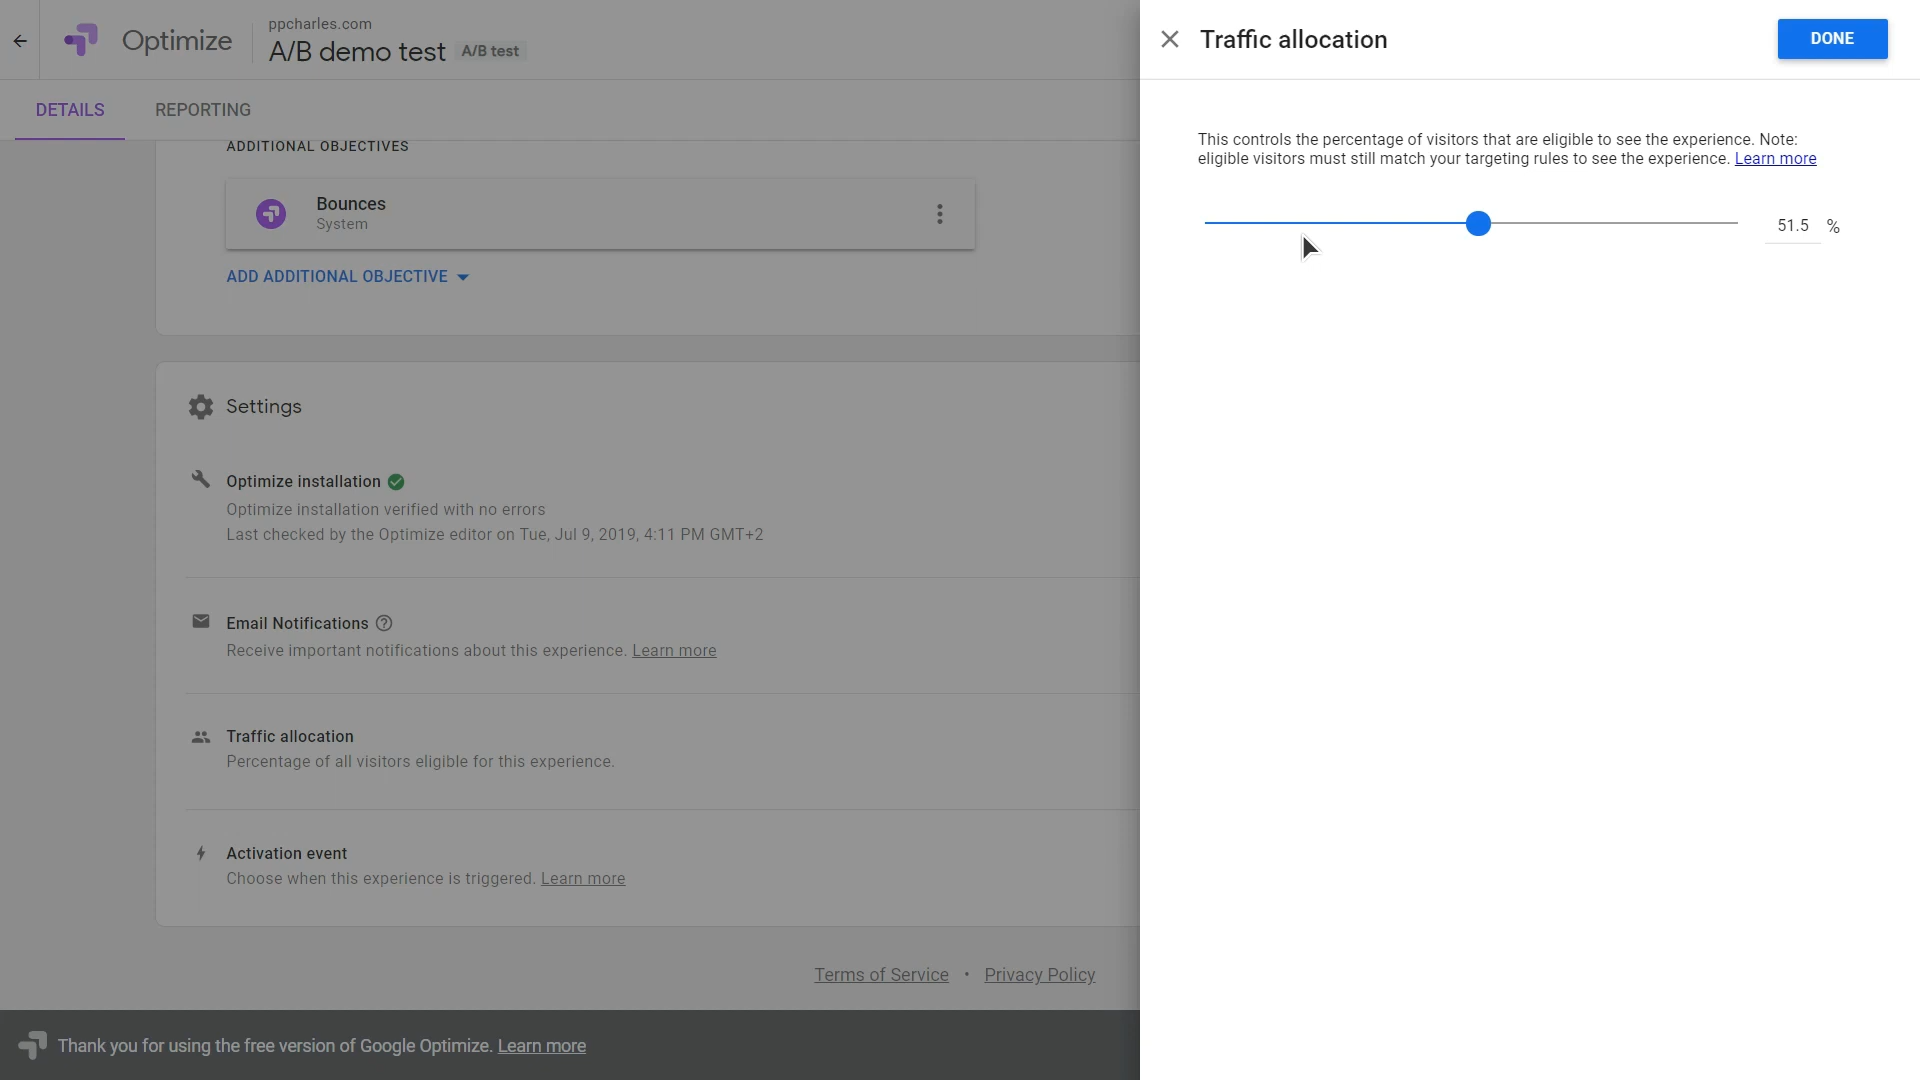 ppcharles.com
Optimize
A/B demo test A/B test
DETAILS REPORTING
ADDITIONAL OBJECTIVES
Bounces
System
ADD ADDITIONAL OBJECTIVE
Settings
Optimize installation
Optimize installation verified with no errors
Last checked by the Optimize editor on Tue, Jul 9, 2019, 4:11 PM GMT+2
Email Notifications
Receive important notifications about this experience. Learn more
Traffic allocation
Percentage of all visitors eligible for this experience.
Activation event
Choose when this experience is triggered. Learn more
Terms of Service • Privacy Policy
Thank you for using the free version of Google Optimize. Learn more
Traffic allocation
DONE
This controls the percentage of visitors that are eligible to see the experience. Note:
eligible visitors must still match your targeting rules to see the experience. Learn more
51.5 %